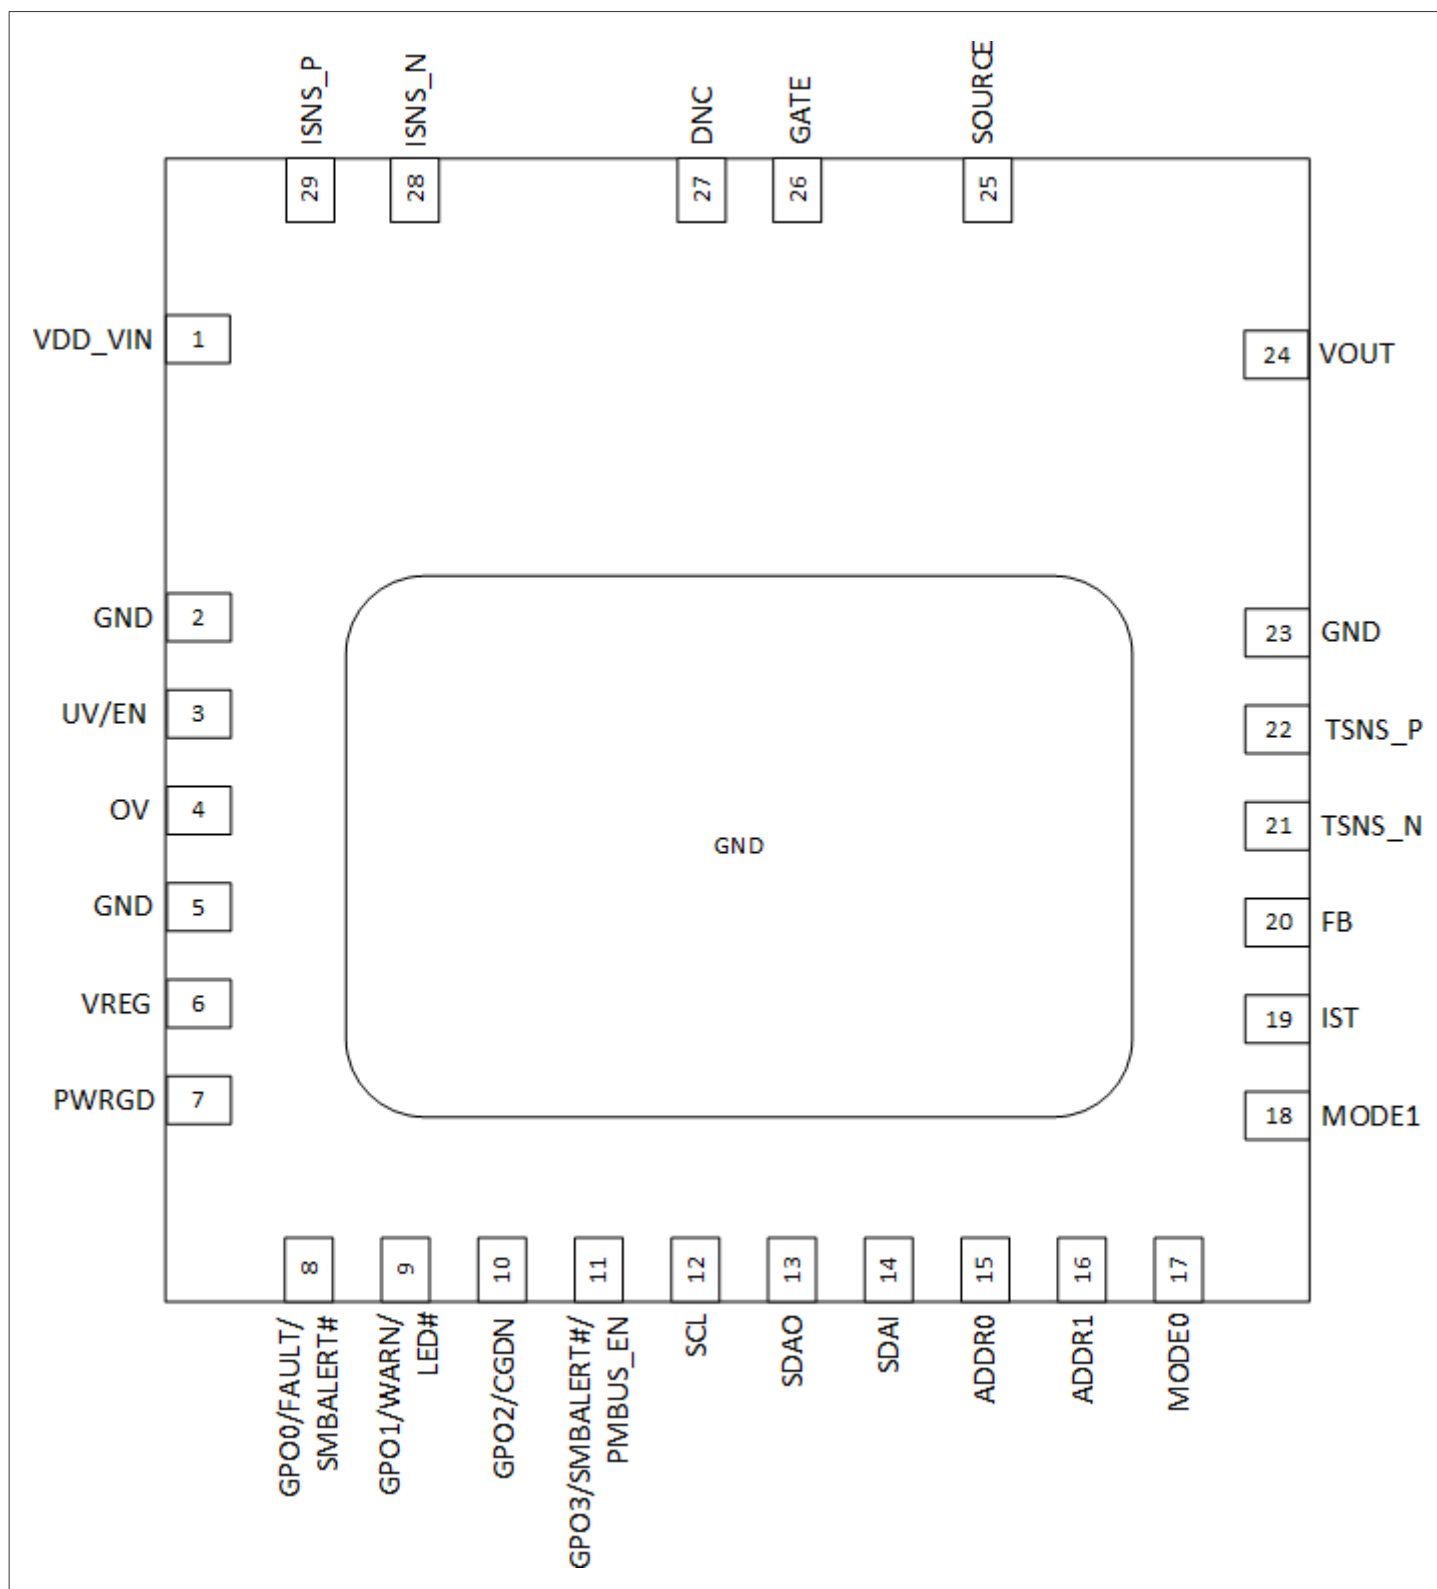 ISNS_P
ISNS_N
DNC
GATE
SOURCE
29
28
27
26
25
VDD_VIN 1
24 VOUT
GND 2
23 GND
UV/EN 3
22 TSNS_P
OV 4
21 TSNS_N
GND
GND 5
20 FB
VREG 6
19 IST
PWRGD 7
18 MODE1
8
9
10
11
12
13
14
15
16
17
GPO0/FAULT/
SMBALERT#
GPO1/WARN/
LED#
GPO2/CGDN
GPO3/SMBALERT#/
PMBUS_EN
SCL
SDAO
SDAI
ADDR0
ADDR1
MODE0